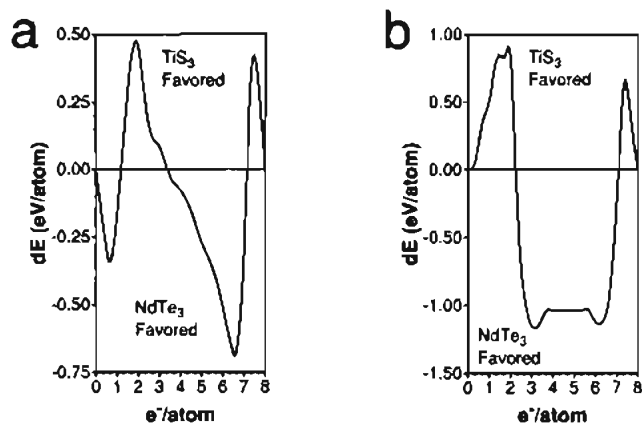 a
0.50
0.25
0.00
-0.25
-0.50
-0.75
dE (eV/atom)
TiS3
Favored
NdTe3
Favored
0 1 2 3 4 5 6 7 8
e-/atom
b
1.00
0.50
0.00
-0.50
-1.00
-1.50
dE (eV/atom)
TiS3
Favored
NdTe3
Favored
0 1 2 3 4 5 6 7 8
e-/atom